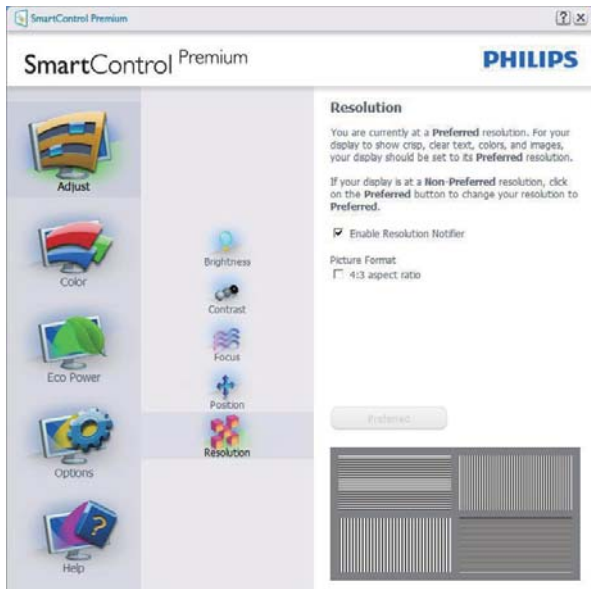 SmartControl Premium
SmartControl Premium
PHILIPS
Adjust
Color
Eco Power
Options
Help
Brightness
Contrast
Focus
Position
Resolution
Resolution
You are currently at a Preferred resolution. For your
display to show crisp, clear text, colors, and images,
your display should be set to its Preferred resolution.
If your display is at a Non-Preferred resolution, click
on the Preferred button to change your resolution to
Preferred.
Enable Resolution Notifier
Picture Format
4:3 aspect ratio
Preferred